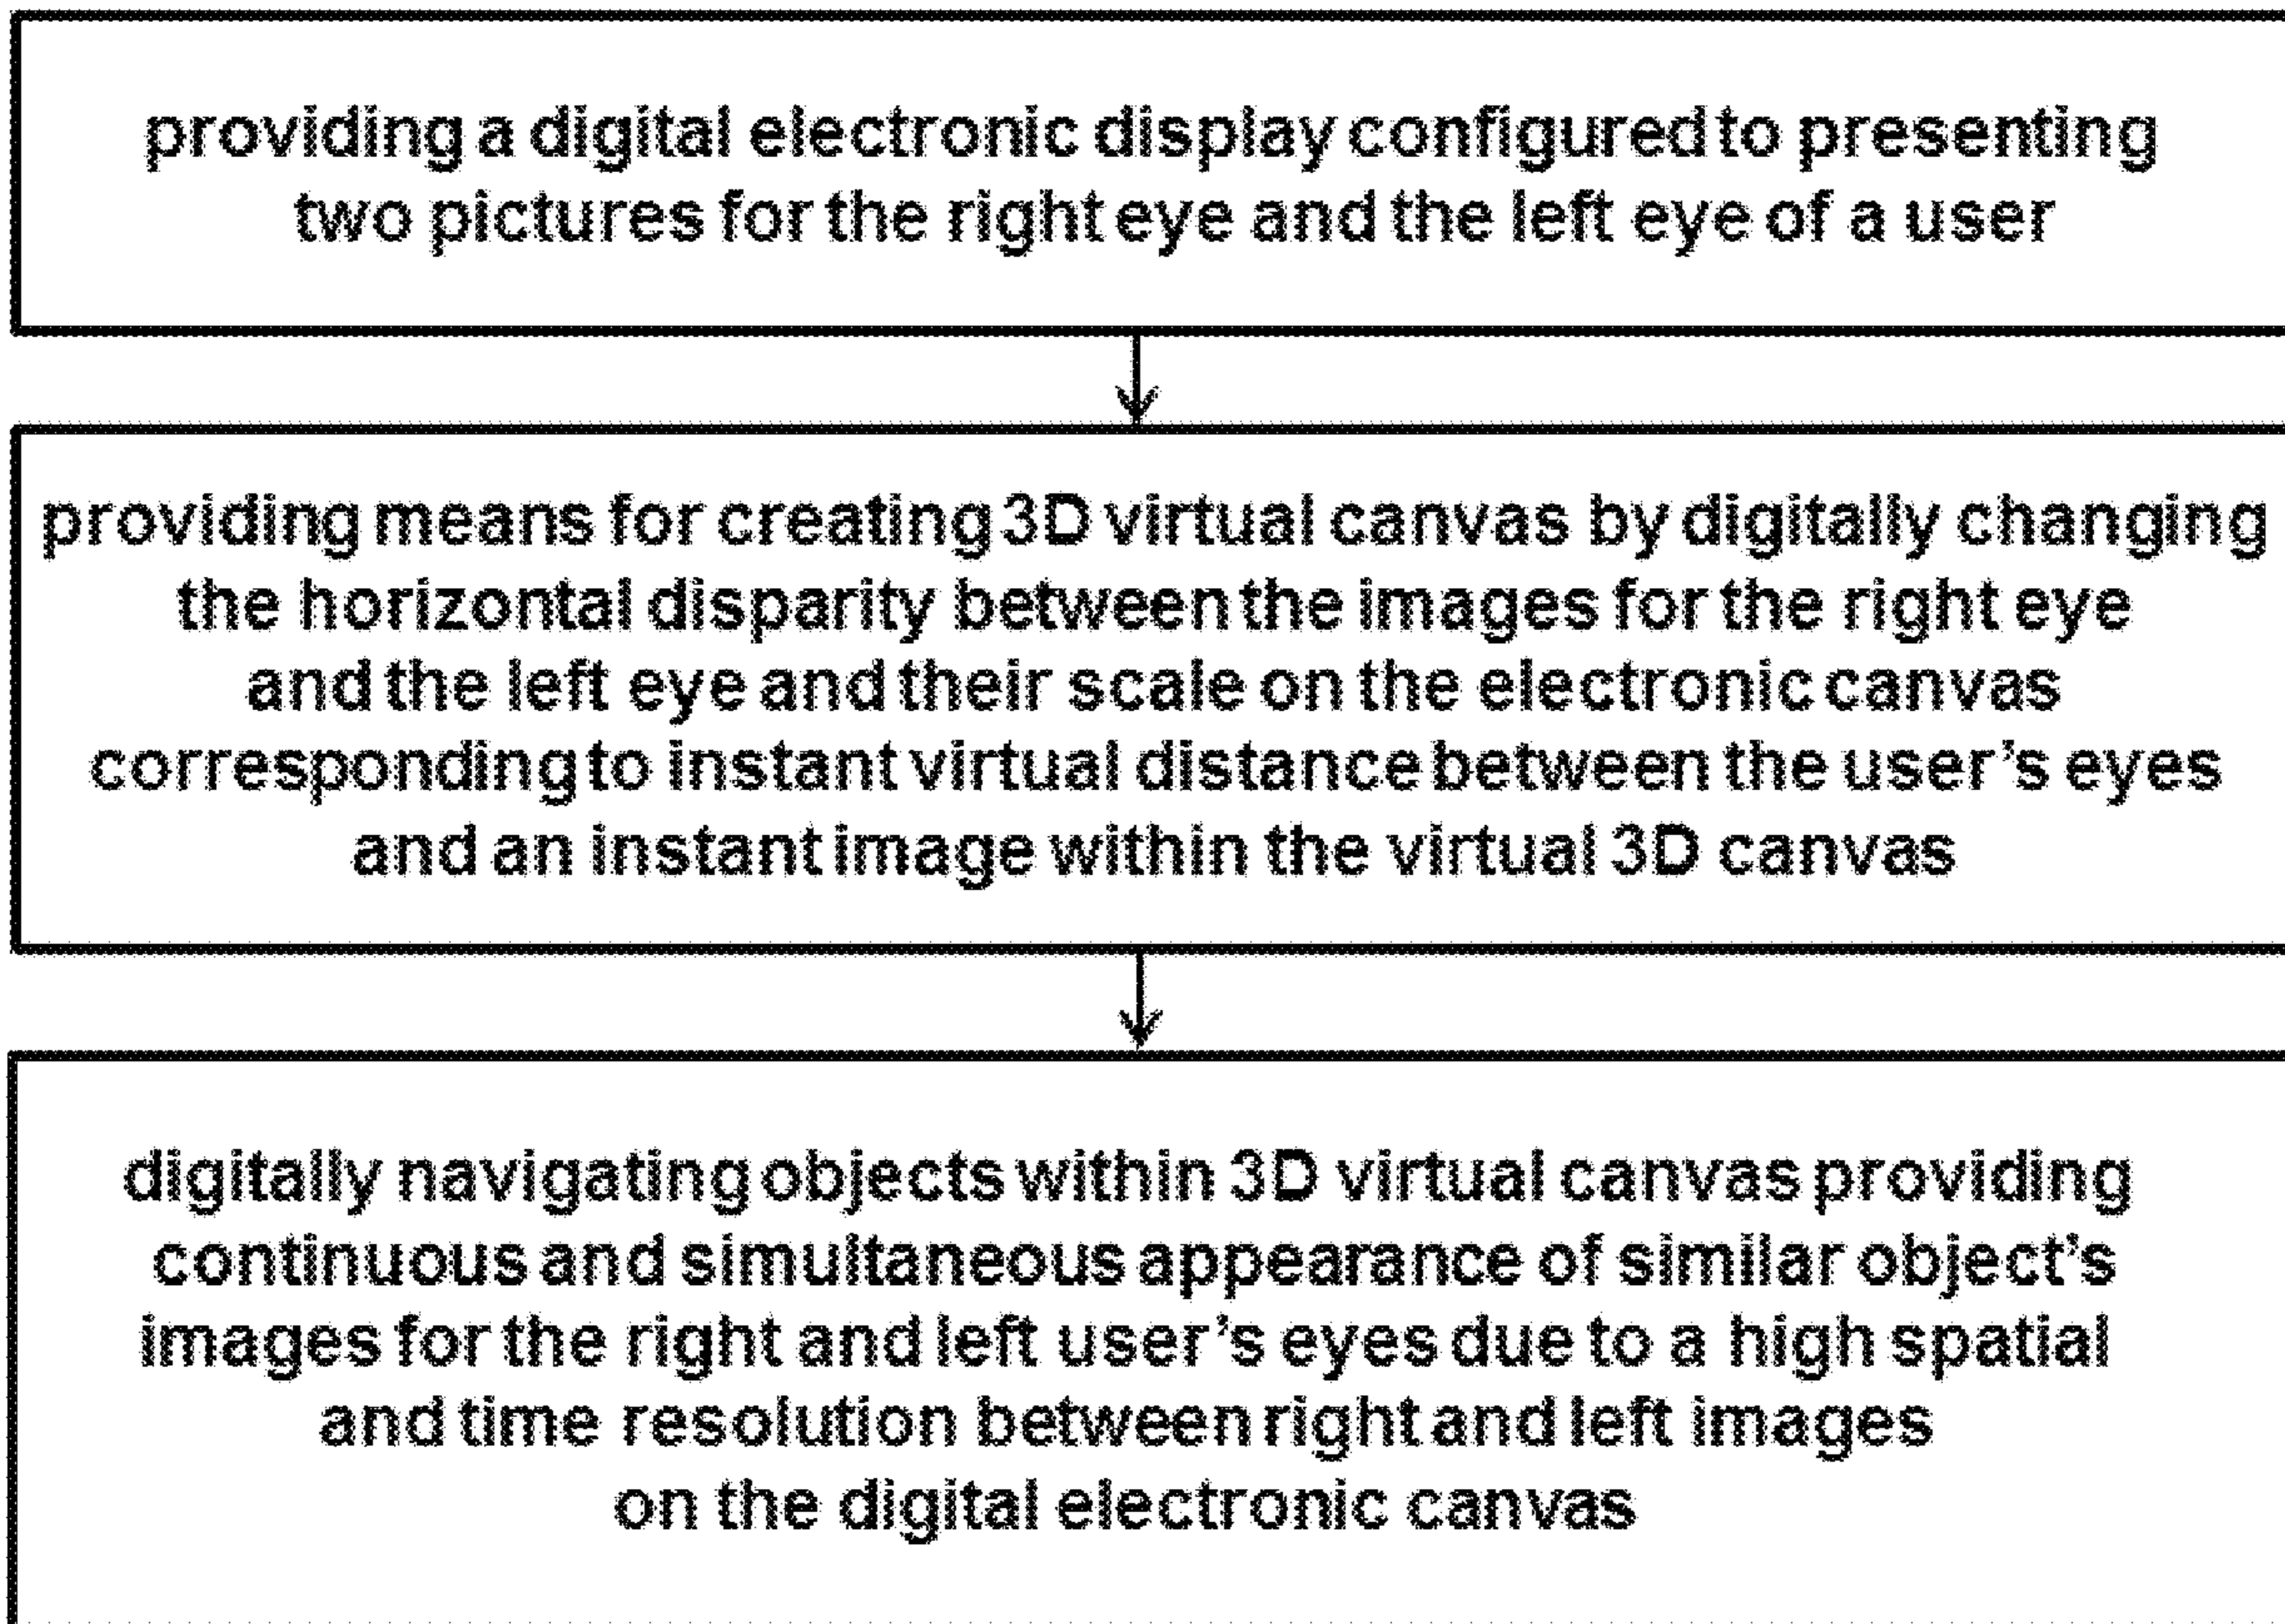 providing a digital electronic display configured to presenting
two pictures for the right eye and the left eye of a user
providing means for creating 3D virtual canvas by digitally changing
the horizontal disparity between the images for the right eye
and the left eye and their scale on the electronic canvas
corresponding to instant virtual distance between the user's eyes
and an instant image within the virtual 3D canvas
digitally navigating objects within 3D virtual canvas providing
continuous and simultaneous appearance of similar object's
images for the right and left user's eyes due to a high spatial
and time resolution between right and left images
on the digital electronic canvas